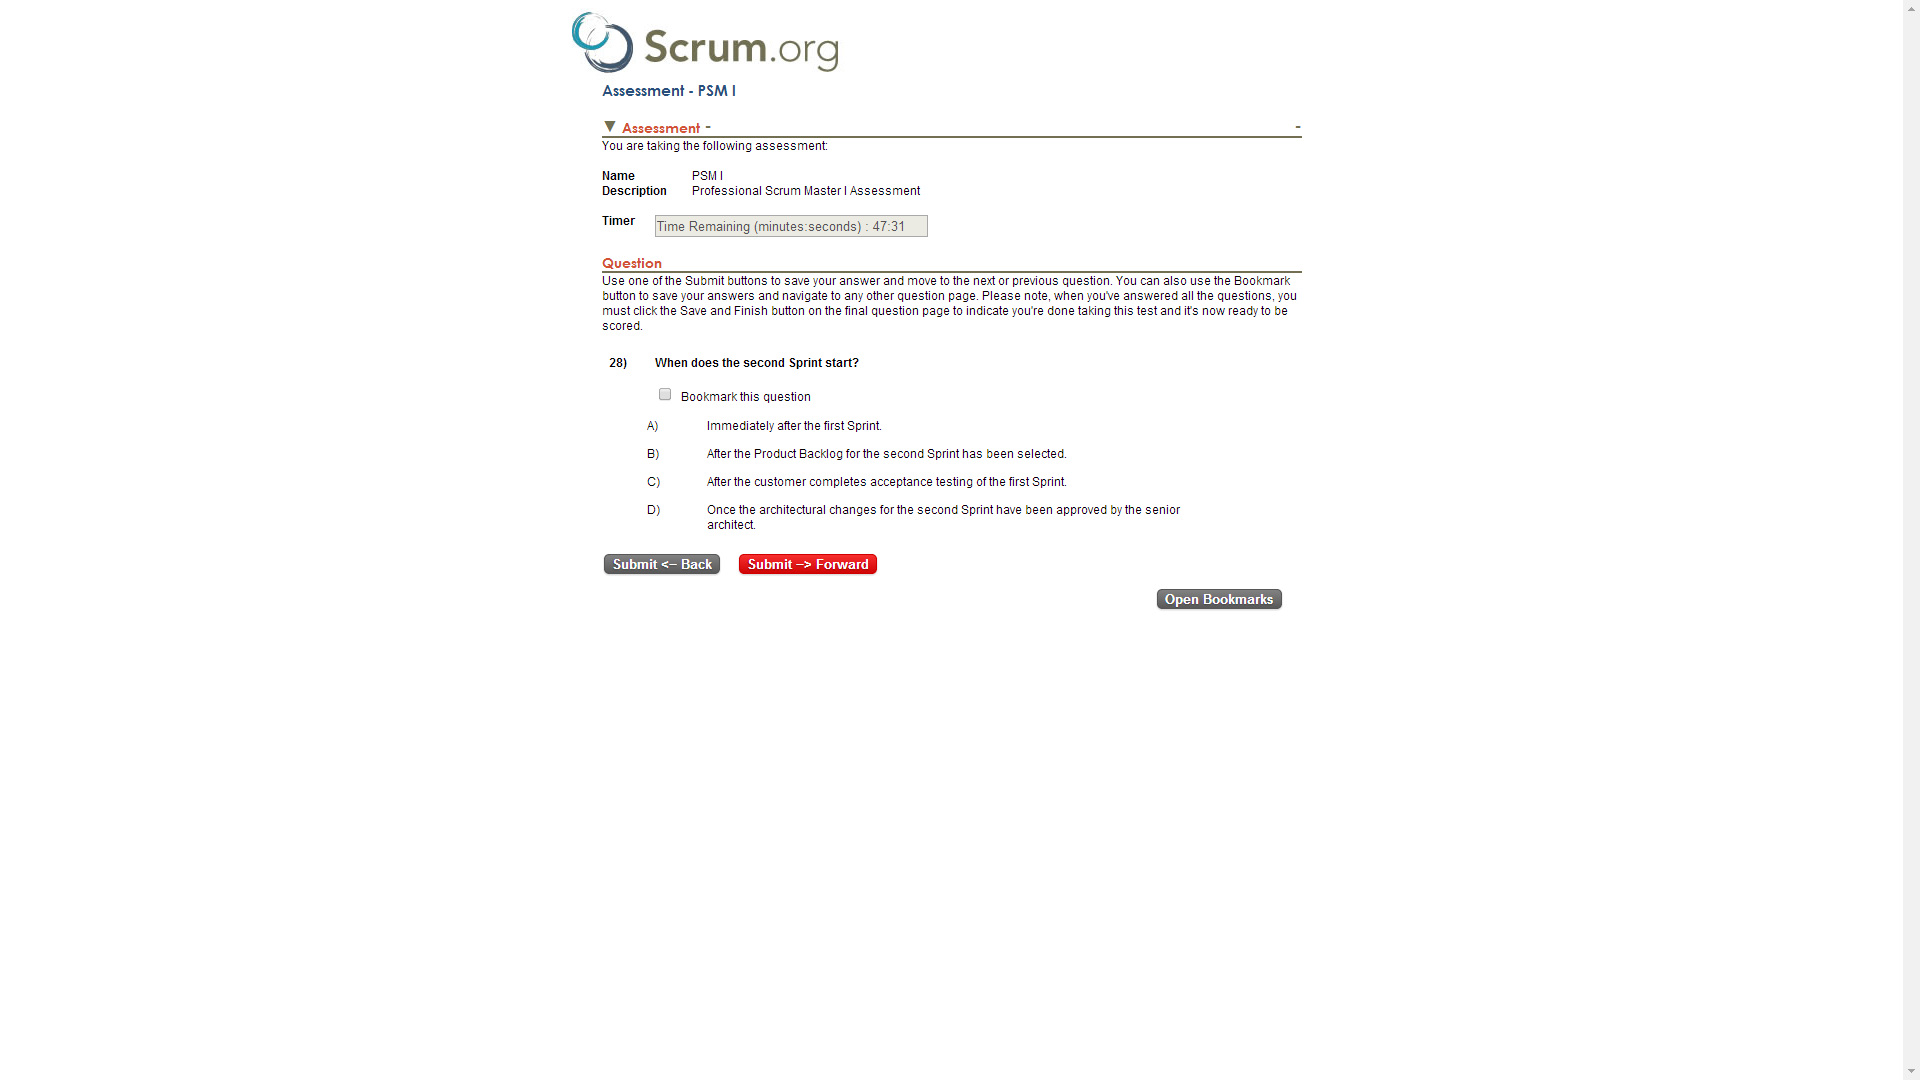 Scrum.org
Assessment - PSM I
▼ Assessment - -
You are taking the following assessment:
Name PSM I
Description Professional Scrum Master I Assessment
Timer Time Remaining (minutes:seconds) : 47:31
Question
Use one of the Submit buttons to save your answer and move to the next or previous question. You can also use the Bookmark
button to save your answers and navigate to any other question page. Please note, when you've answered all the questions, you
must click the Save and Finish button on the final question page to indicate you're done taking this test and it's now ready to be
scored.
28) When does the second Sprint start?
Bookmark this question
A) Immediately after the first Sprint.
B) After the Product Backlog for the second Sprint has been selected.
C) After the customer completes acceptance testing of the first Sprint.
D) Once the architectural changes for the second Sprint have been approved by the senior
architect.
Submit <-- Back Submit --> Forward
Open Bookmarks